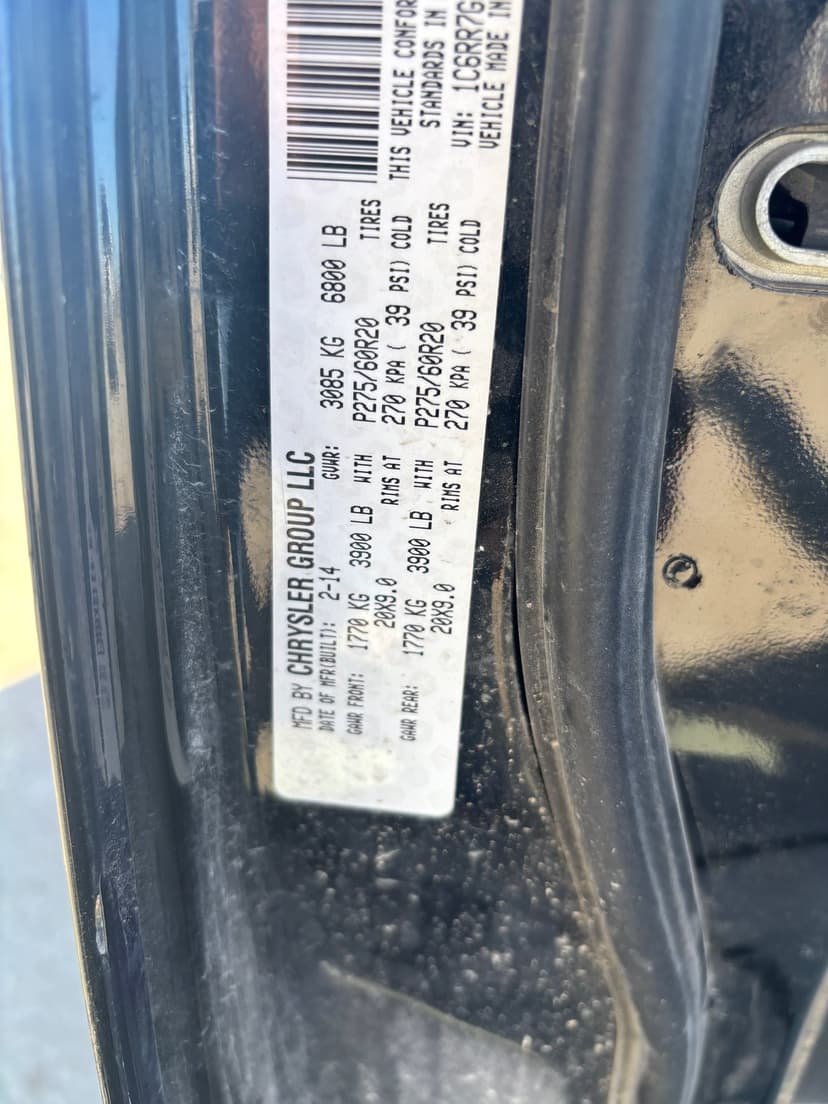 MFD BY CHRYSLER GROUP LLC
DATE OF MFR(BUILT): 2-14 GVWR: 3085 KG 6800 LB
GAWR FRONT: 1770 KG 3900 LB WITH P275/60R20 TIRES
20X9.0 RIMS AT 270 KPA ( 39 PSI) COLD
GAWR REAR: 1770 KG 3900 LB WITH P275/60R20 TIRES
20X9.0 RIMS AT 270 KPA ( 39 PSI) COLD
THIS VEHICLE CONFOR
STANDARDS IN
VIN: 1C6RR7G
VEHICLE MADE IN